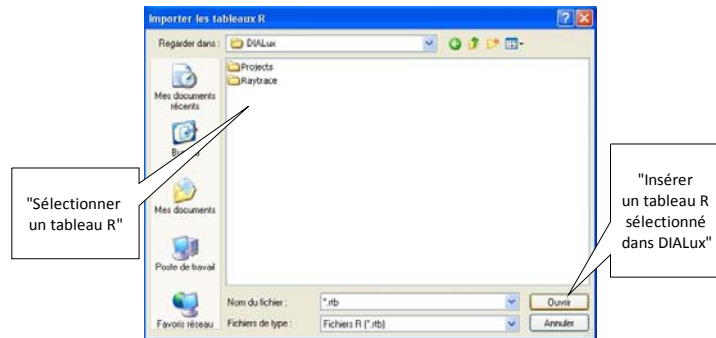 Importer les tableaux R
Regarder dans :
DIALux
Projects
Raytrace
Mes documents
récents
Mes documents
Poste de travail
Favoris réseau
Nom du fichier :
*.rtb
Ouvrir
Fichiers de type :
Fichiers R (*.rtb)
Annuler
"Sélectionner
un tableau R"
"Insérer
un tableau R
sélectionné
dans DIALux"